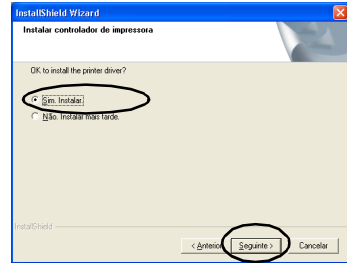 InstallShield Wizard
Instalar controlador de impressora
OK to install the printer driver?
Sim. Instalar.
Não. Instalar mais tarde.
InstallShield
< Anterior
Seguinte >
Cancelar